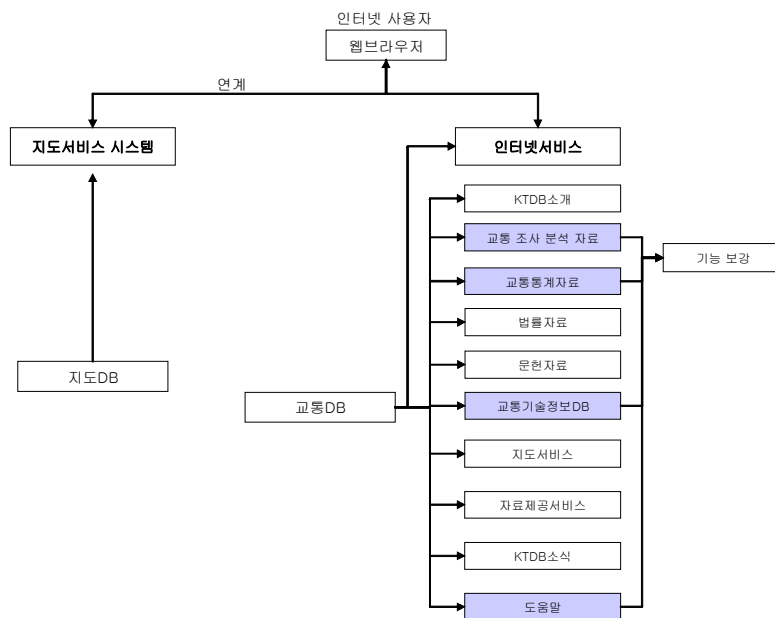 인터넷 사용자
웹브라우저
연계
지도서비스 시스템
인터넷서비스
KTDB소개
교통 조사 분석 자료
기능 보강
교통통계자료
법률자료
문헌자료
지도DB
교통DB
교통기술정보DB
지도서비스
자료제공서비스
KTDB소식
도움말